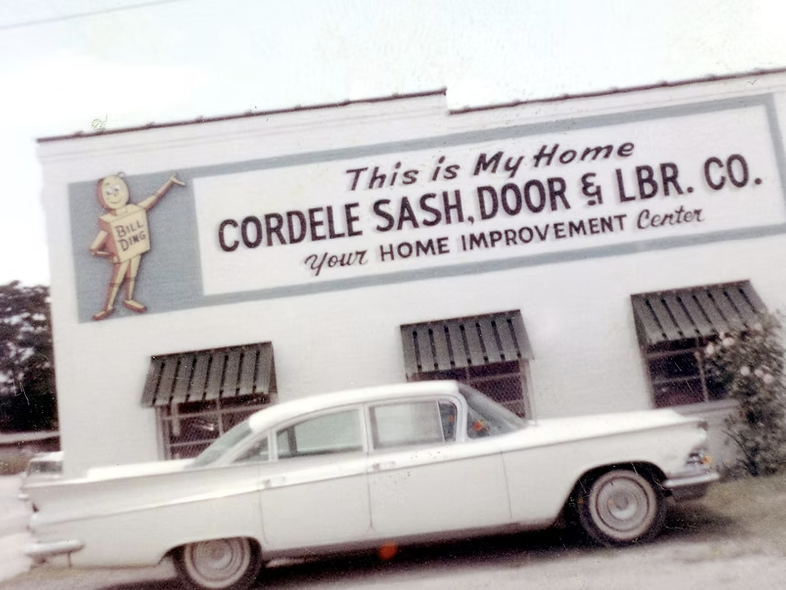 This is My Home
CORDELE SASH, DOOR & LBR. CO.
Your HOME IMPROVEMENT Center
BILL
DING